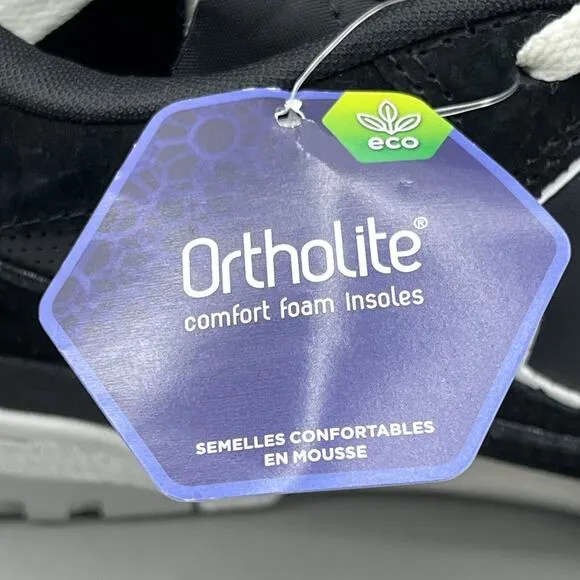 eco
Ortholite®
comfort foam Insoles
SEMELLES CONFORTABLES
EN MOUSSE